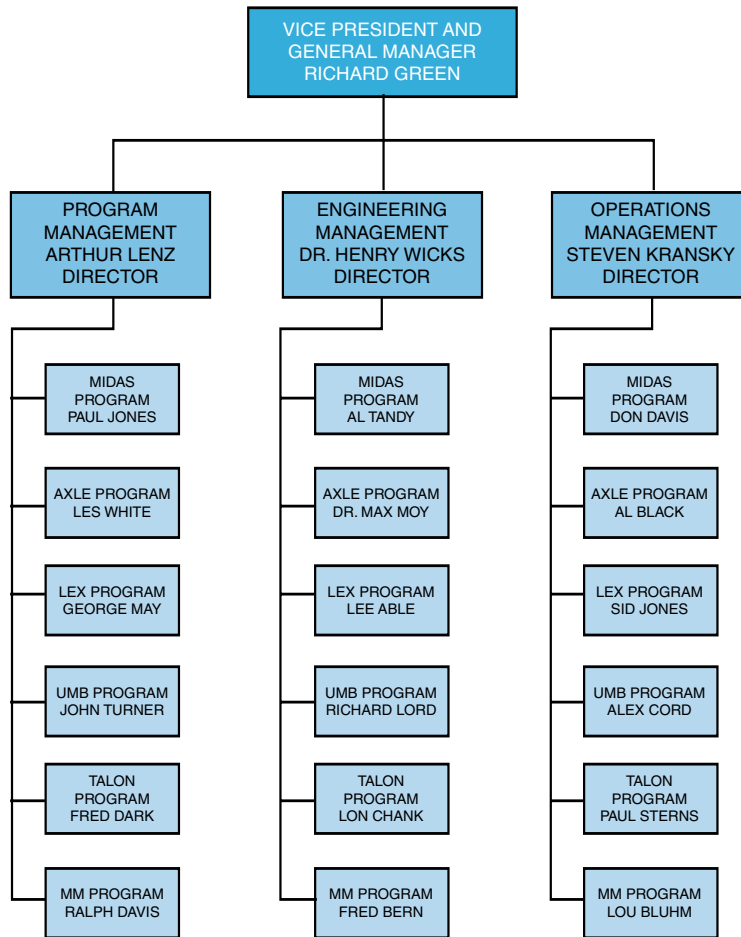 VICE PRESIDENT AND
GENERAL MANAGER
RICHARD GREEN
PROGRAM
MANAGEMENT
ARTHUR LENZ
DIRECTOR
ENGINEERING
MANAGEMENT
DR. HENRY WICKS
DIRECTOR
OPERATIONS
MANAGEMENT
STEVEN KRANSKY
DIRECTOR
MIDAS
PROGRAM
PAUL JONES
AXLE PROGRAM
LES WHITE
LEX PROGRAM
GEORGE MAY
UMB PROGRAM
JOHN TURNER
TALON
PROGRAM
FRED DARK
MM PROGRAM
RALPH DAVIS
MIDAS
PROGRAM
AL TANDY
AXLE PROGRAM
DR. MAX MOY
LEX PROGRAM
LEE ABLE
UMB PROGRAM
RICHARD LORD
TALON
PROGRAM
LON CHANK
MM PROGRAM
FRED BERN
MIDAS
PROGRAM
DON DAVIS
AXLE PROGRAM
AL BLACK
LEX PROGRAM
SID JONES
UMB PROGRAM
ALEX CORD
TALON
PROGRAM
PAUL STERNS
MM PROGRAM
LOU BLUHM